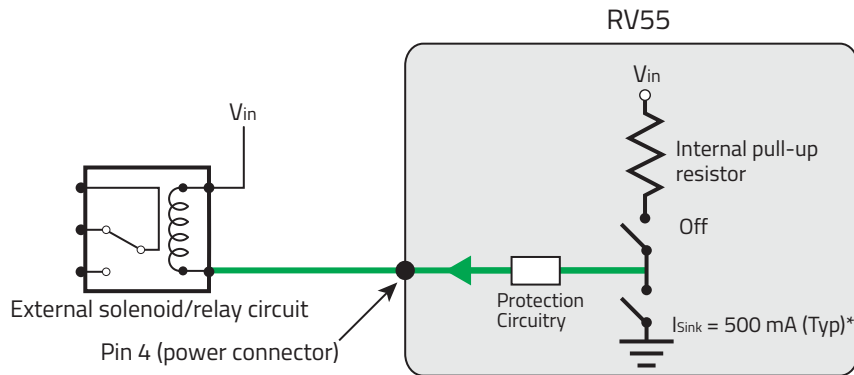 RV55
Vin
Vin
Internal pull-up
resistor
Off
External solenoid/relay circuit
Protection
Circuitry
ISink = 500 mA (Typ)*
Pin 4 (power connector)